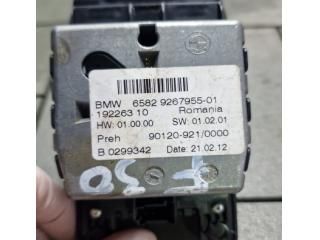 BMW 6582 9267955-01
192263 10 Romania
HW: 01.00.00 SW: 01.02.01
Preh 90120-921/0000
B 0299342 Date: 21.02.12
F30